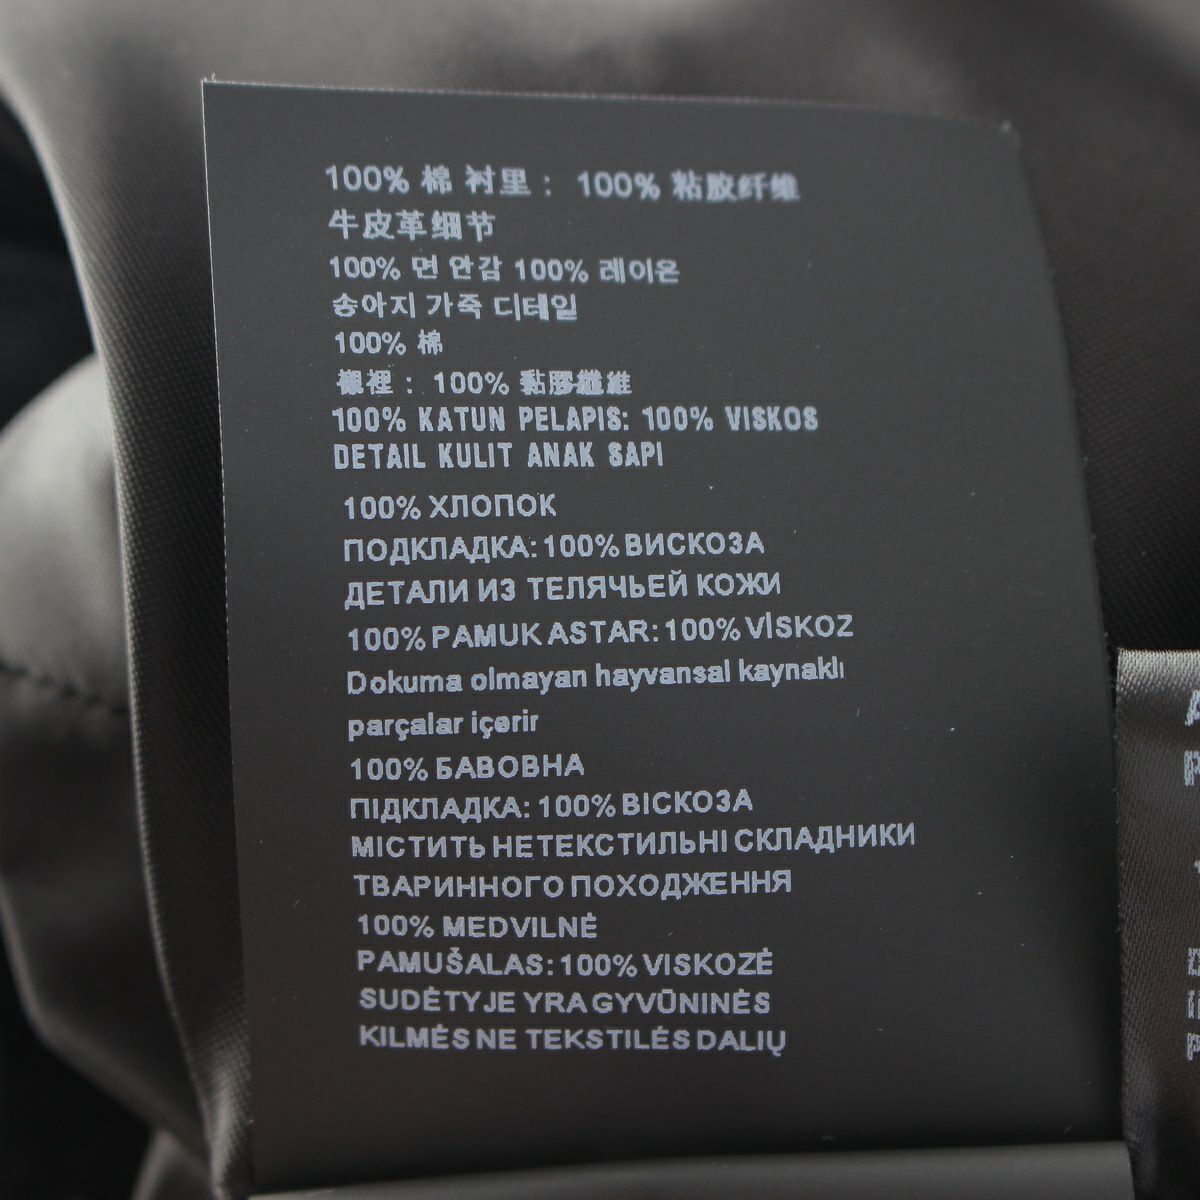 100% 棉 衬里： 100% 粘胶纤维
牛皮革细节
100% 면 안감 100% 레이온
송아지 가죽 디테일
100% 棉
襯裡： 100% 黏膠纖維
100% KATUN PELAPIS: 100% VISKOS
DETAIL KULIT ANAK SAPI
100% ХЛОПОК
ПОДКЛАДКА: 100% ВИСКОЗА
ДЕТАЛИ ИЗ ТЕЛЯЧЬЕЙ КОЖИ
100% PAMUK ASTAR: 100% VİSKOZ
Dokuma olmayan hayvansal kaynaklı
parçalar içerir
100% БАВОВНА
ПІДКЛАДКА: 100% ВІСКОЗА
МІСТИТЬ НЕТЕКСТИЛЬНІ СКЛАДНИКИ
ТВАРИННОГО ПОХОДЖЕННЯ
100% MEDVILNĖ
PAMUŠALAS: 100% VISKOZĖ
SUDĖTYJE YRA GYVŪNINĖS
KILMĖS NE TEKSTILĖS DALIŲ